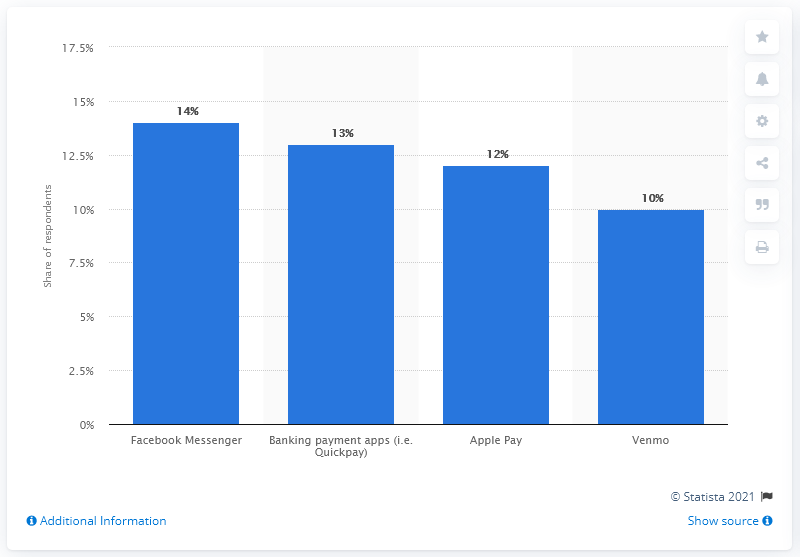 17.5%
15%
12.5%
10%
7.5%
5%
2.5%
0%
Share of respondents
14%
13%
12%
10%
Facebook Messenger
Banking payment apps (i.e.
Quickpay)
Apple Pay
Venmo
© Statista 2021
Additional Information
Show source